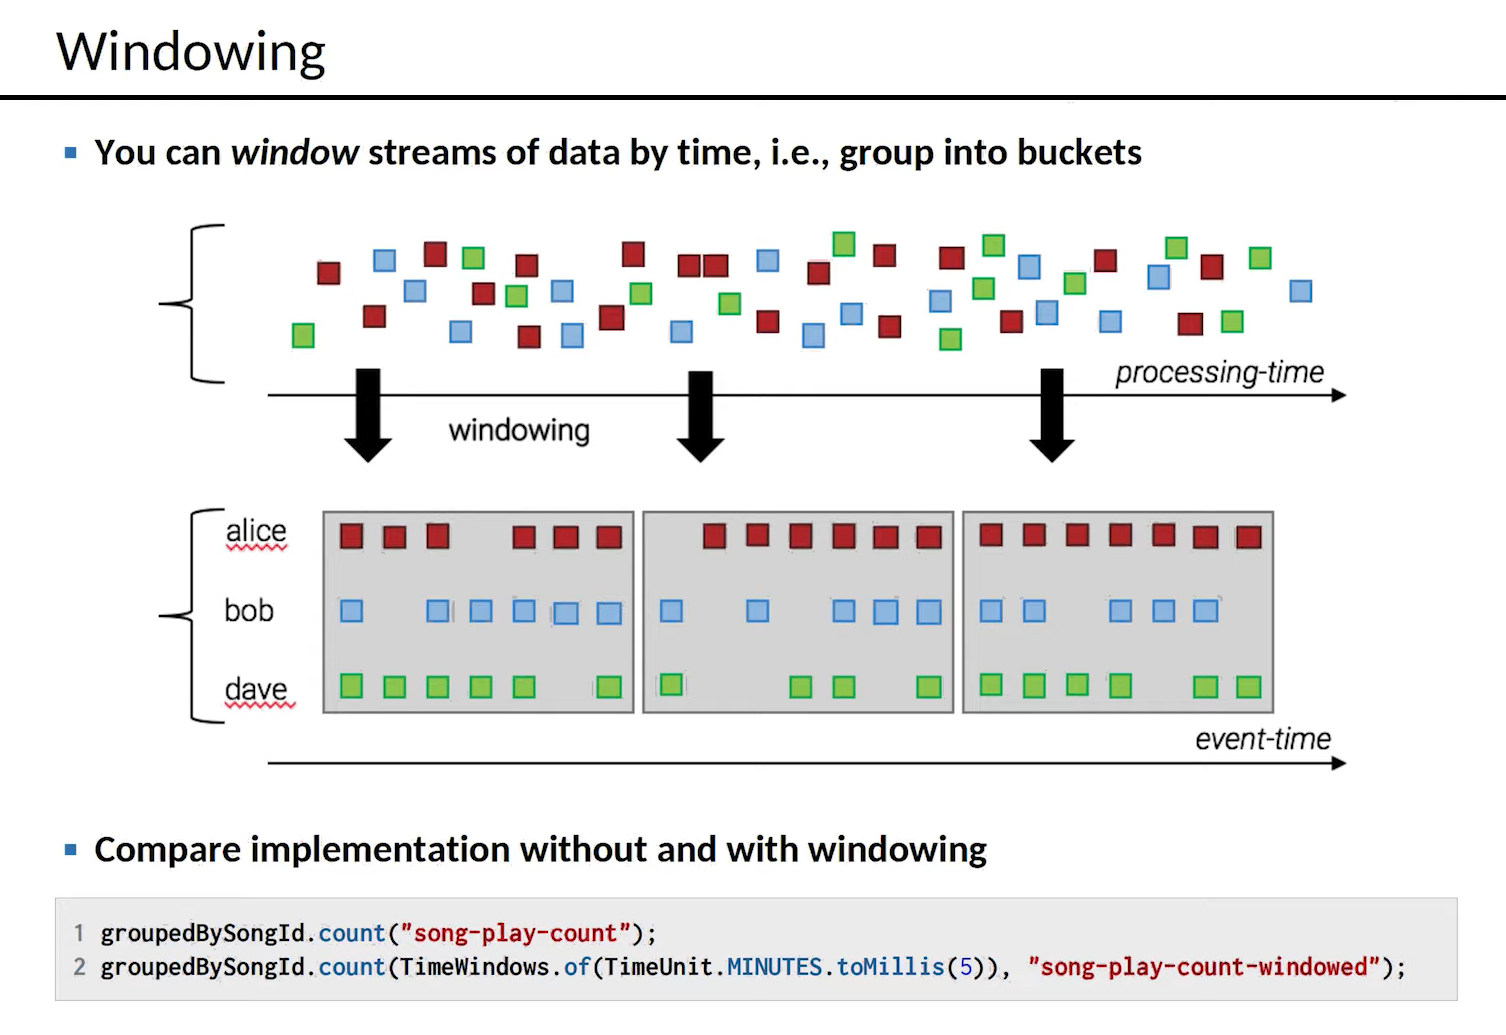 Windowing
You can window streams of data by time, i.e., group into buckets
processing-time
windowing
alice
bob
dave
event-time
Compare implementation without and with windowing
1 groupedBySongId.count("song-play-count");
2 groupedBySongId.count(TimeWindows.of(TimeUnit.MINUTES.toMillis(5)), "song-play-count-windowed");